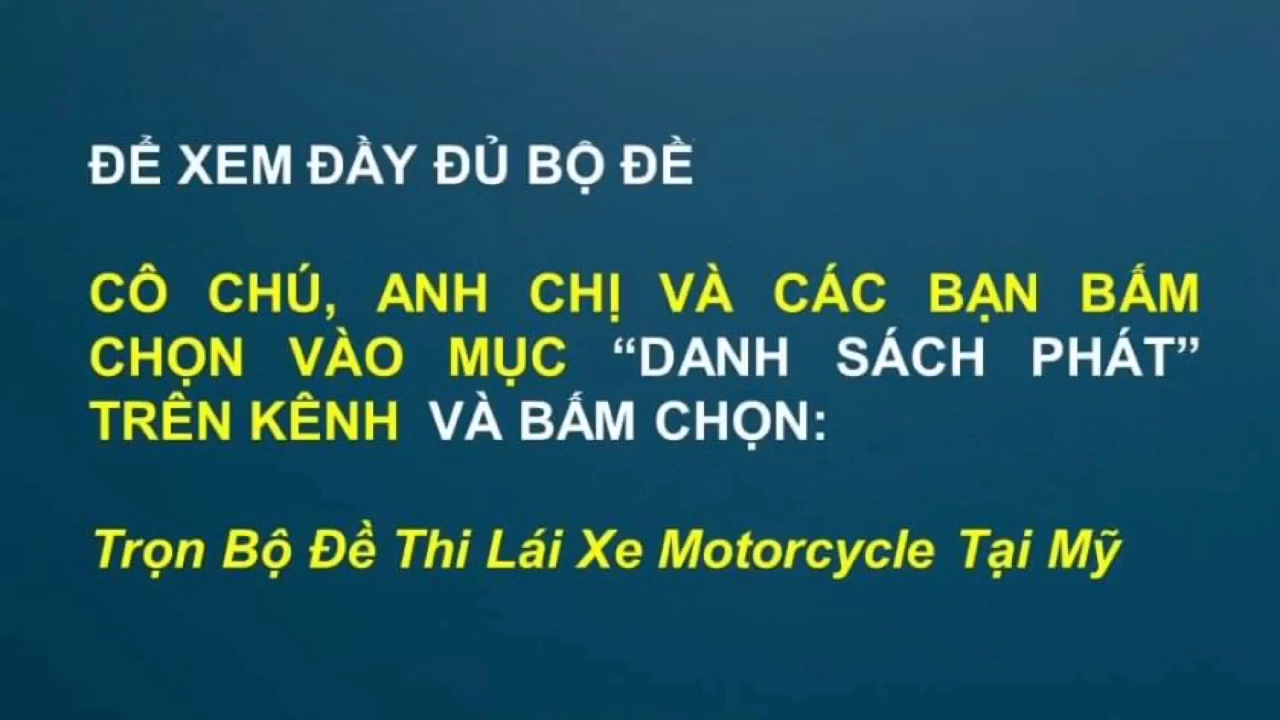 ĐỂ XEM ĐẦY ĐỦ BỘ ĐỀ
CÔ CHÚ, ANH CHỊ VÀ CÁC BẠN BẤM
CHỌN VÀO MỤC “DANH SÁCH PHÁT”
TRÊN KÊNH VÀ BẤM CHỌN:
Trọn Bộ Đề Thi Lái Xe Motorcycle Tại Mỹ